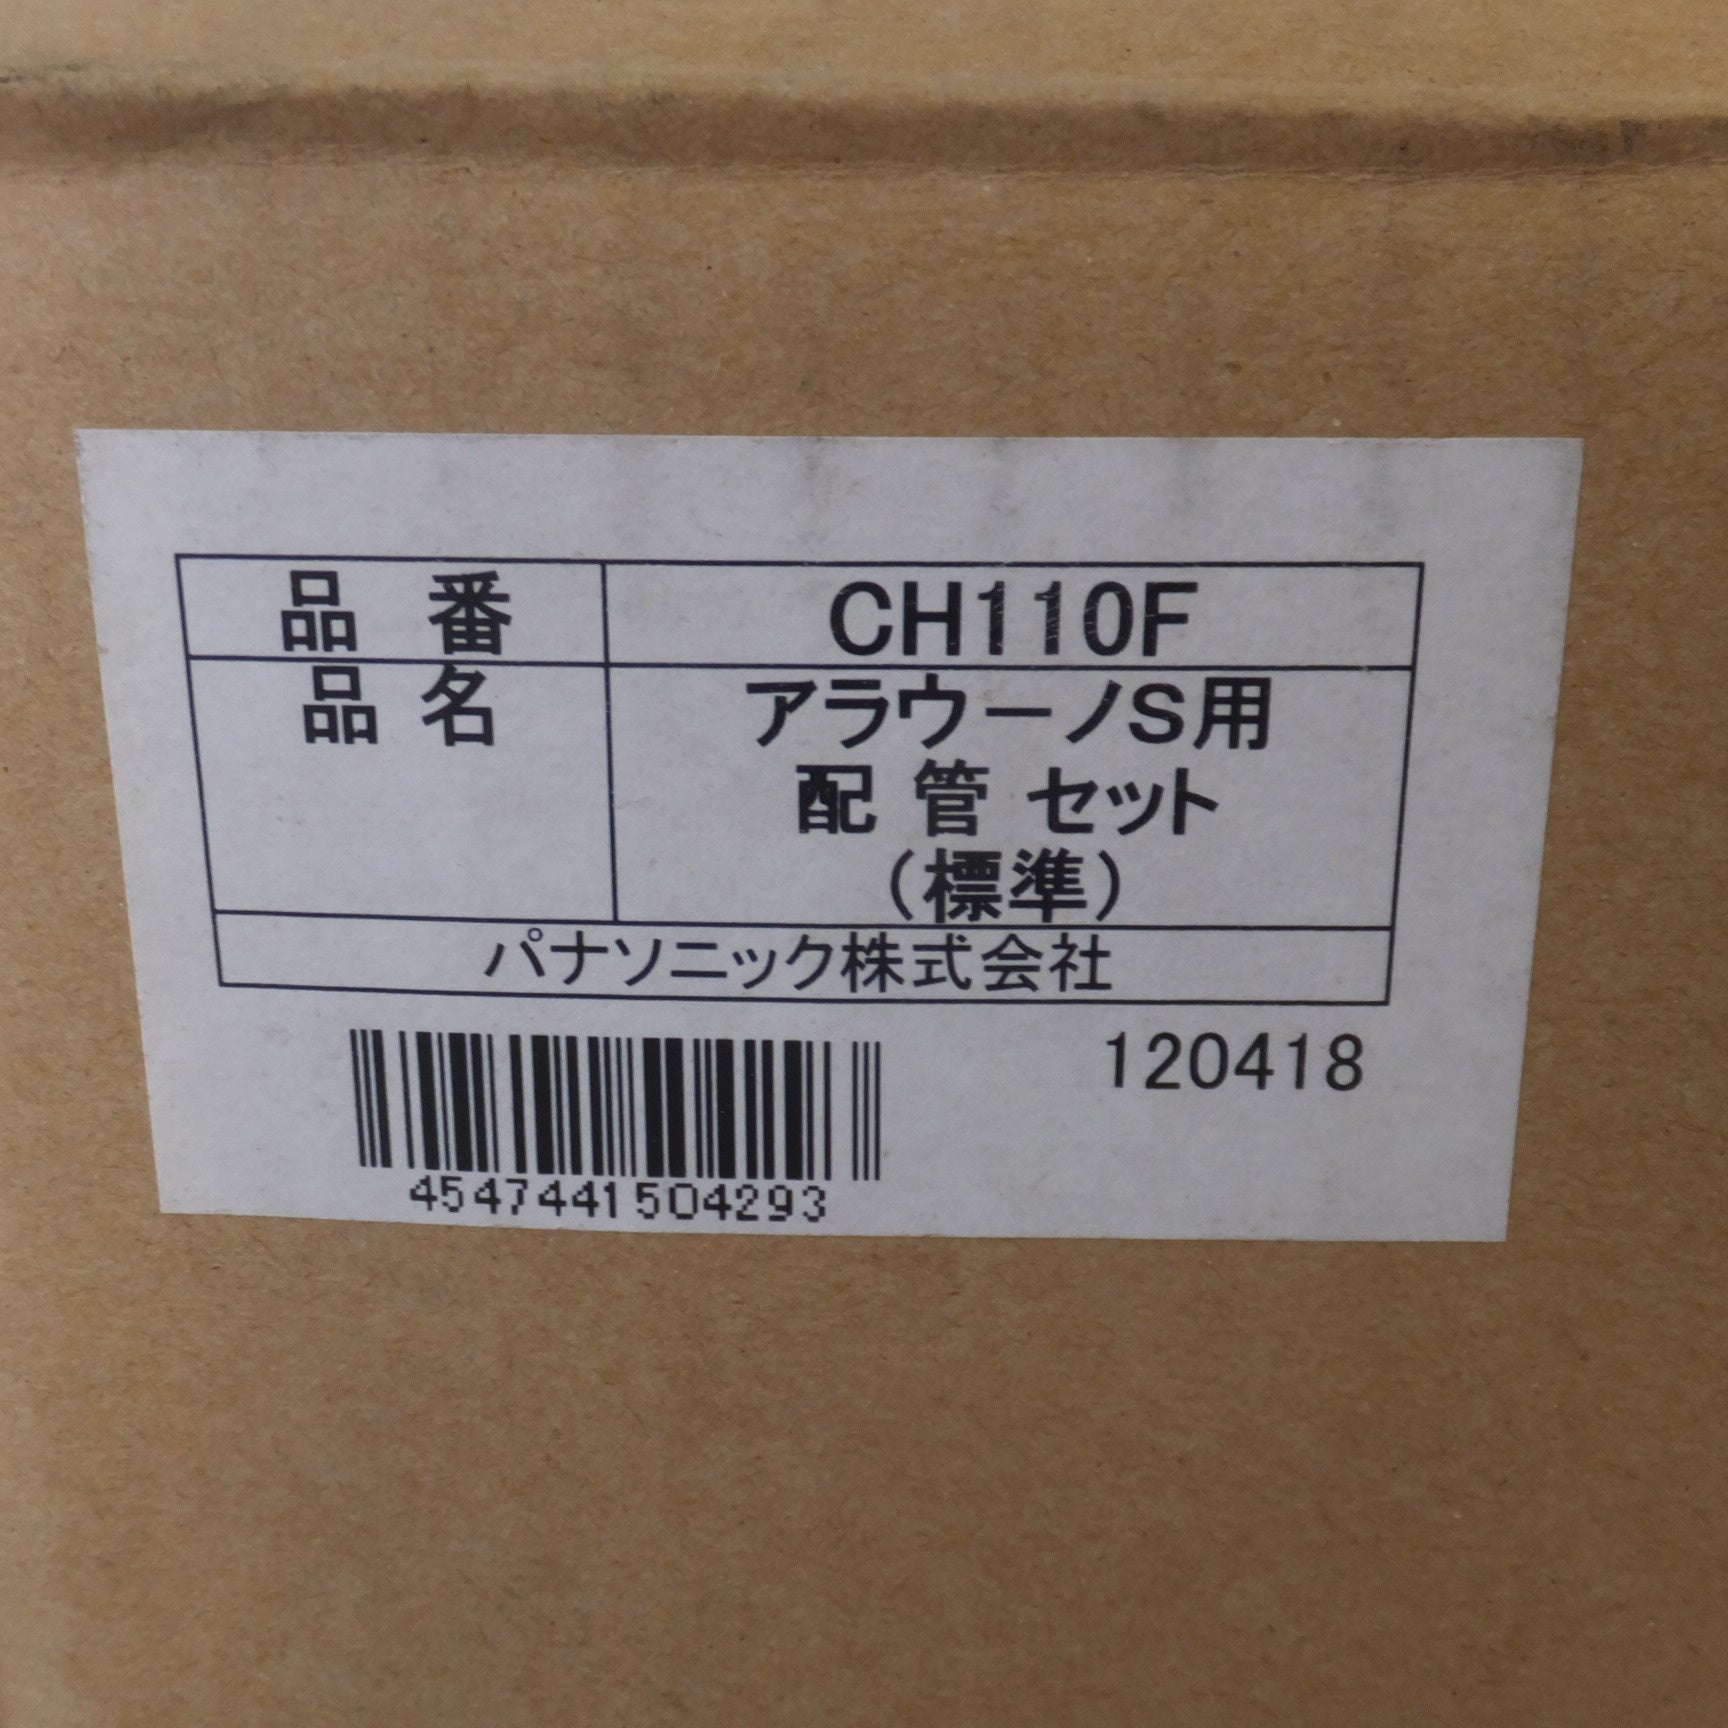 品番 CH110F
品名 アラウーノS用
配管セット
(標準)
パナソニック株式会社
120418
4547441504293